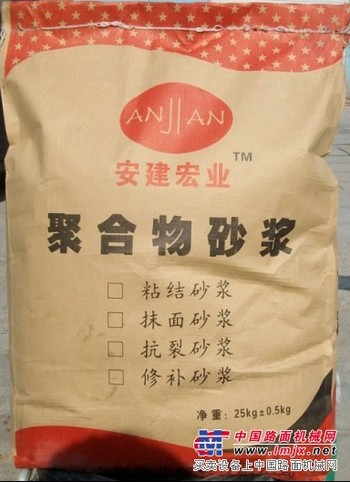 ANJIAN
安建宏业 TM
聚合物砂浆
□ 粘结砂浆
□ 抹面砂浆
□ 抗裂砂浆
□ 修补砂浆
净重：25kg±0.5kg
中国路面机械网
www.lmjx.net
买卖设备上中国路面机械网